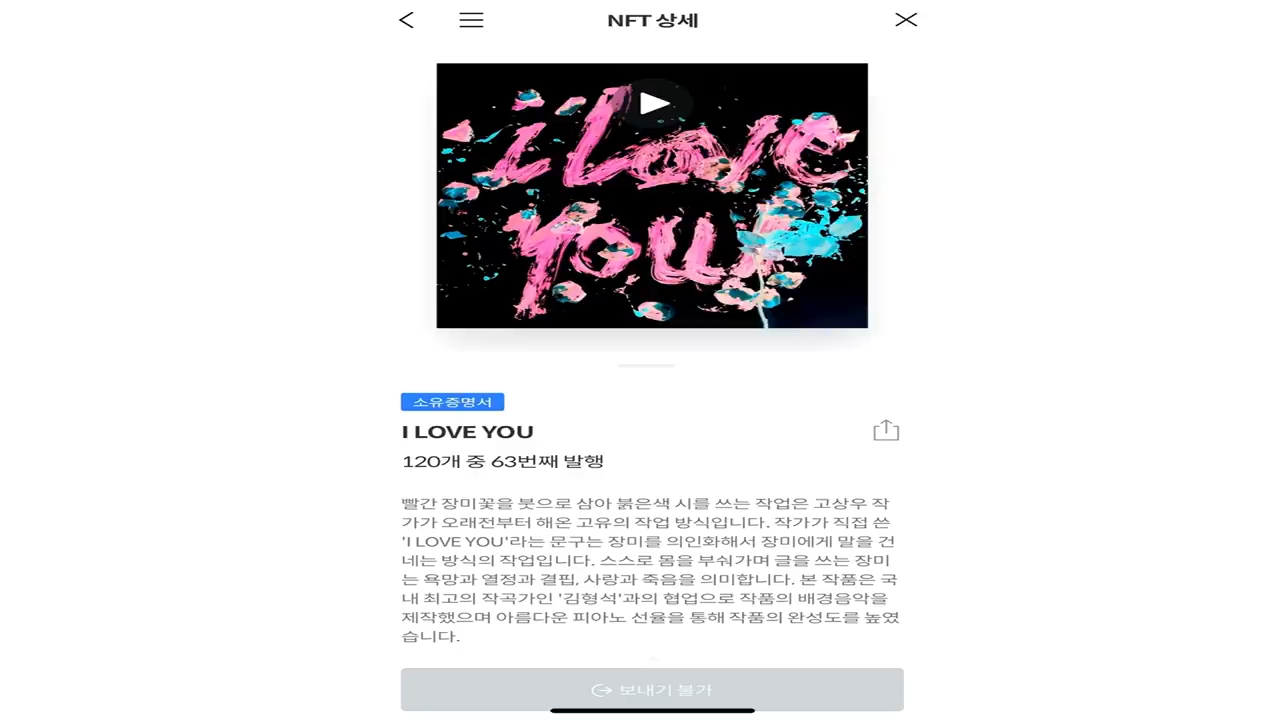 NFT 상세
i Love
you!
소유증명서
I LOVE YOU
120개 중 63번째 발행
빨간 장미꽃을 붓으로 삼아 붉은색 시를 쓰는 작업은 고상우 작
가가 오래전부터 해온 고유의 작업 방식입니다. 작가가 직접 쓴
'I LOVE YOU'라는 문구는 장미를 의인화해서 장미에게 말을 건
네는 방식의 작업입니다. 스스로 몸을 부숴가며 글을 쓰는 장미
는 욕망과 열정과 결핍, 사랑과 죽음을 의미합니다. 본 작품은 국
내 최고의 작곡가인 '김형석'과의 협업으로 작품의 배경음악을
제작했으며 아름다운 피아노 선율을 통해 작품의 완성도를 높였
습니다.
보내기 불가